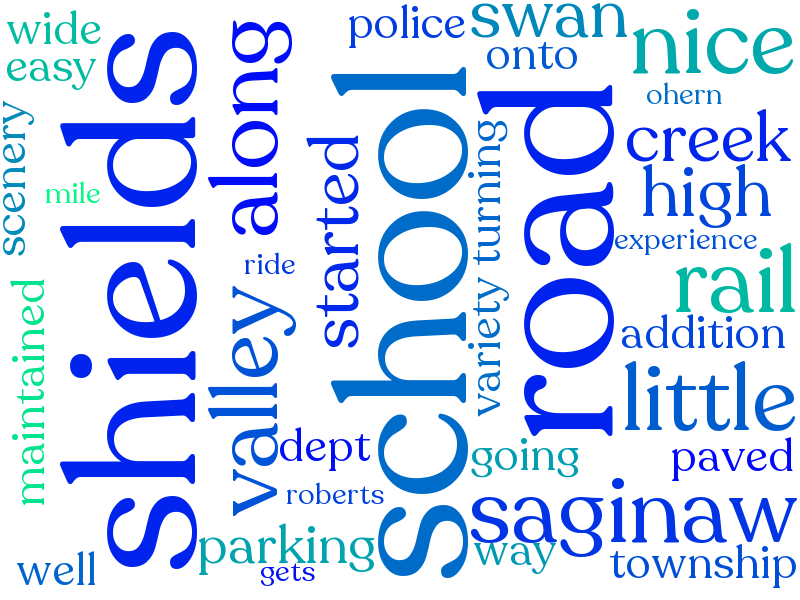 wide
easy
scenery
mile
maintained
well
shields
along
ride
valley
dept
roberts
parking
gets
started
police
school
swan
onto
variety
turning
road
going
way
saginaw
nice
ohern
creek
high
experience
rail
addition
little
paved
township